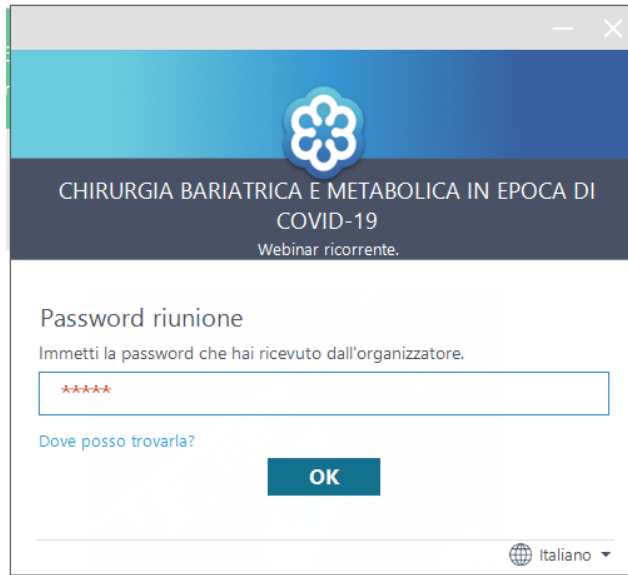 CHIRURGIA BARIATRICA E METABOLICA IN EPOCA DI
COVID-19
Webinar ricorrente.
Password riunione
Immetti la password che hai ricevuto dall'organizzatore.
*****
Dove posso trovarla?
OK
Italiano